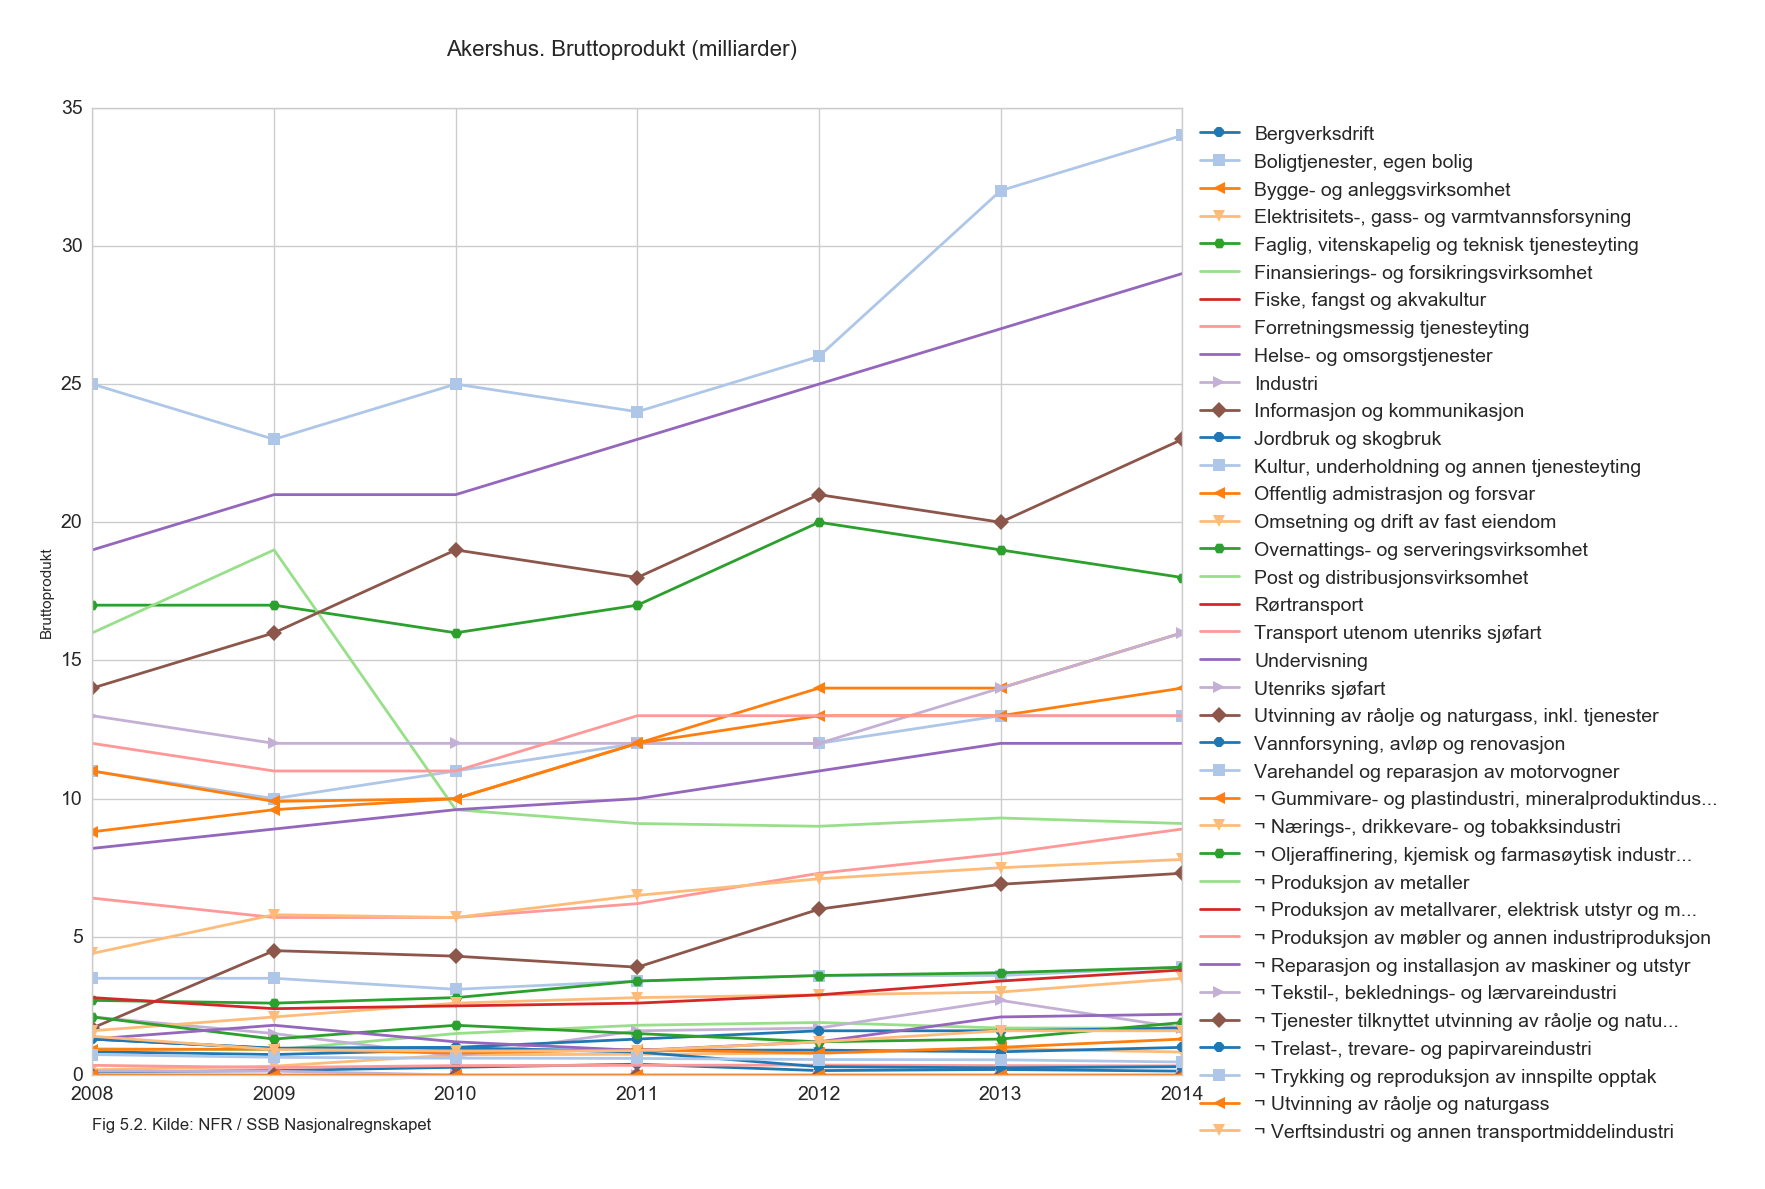 Akershus. Bruttoprodukt (milliarder)
35
30
25
20
15
10
5
0
Bruttoprodukt
2008 2009 2010 2011 2012 2013 2014
Bergverksdrift
Boligtjenester, egen bolig
Bygge- og anleggsvirksomhet
Elektrisitets-, gass- og varmtvannsforsyning
Faglig, vitenskapelig og teknisk tjenesteyting
Finansierings- og forsikringsvirksomhet
Fiske, fangst og akvakultur
Forretningsmessig tjenesteyting
Helse- og omsorgstjenester
Industri
Informasjon og kommunikasjon
Jordbruk og skogbruk
Kultur, underholdning og annen tjenesteyting
Offentlig admistrasjon og forsvar
Omsetning og drift av fast eiendom
Overnattings- og serveringsvirksomhet
Post og distribusjonsvirksomhet
Rørtransport
Transport utenom utenriks sjøfart
Undervisning
Utenriks sjøfart
Utvinning av råolje og naturgass, inkl. tjenester
Vannforsyning, avløp og renovasjon
Varehandel og reparasjon av motorvogner
¬ Gummivare- og plastindustri, mineralproduktindus...
¬ Nærings-, drikkevare- og tobakksindustri
¬ Oljeraffinering, kjemisk og farmasøytisk industr...
¬ Produksjon av metaller
¬ Produksjon av metallvarer, elektrisk utstyr og m...
¬ Produksjon av møbler og annen industriproduksjon
¬ Reparasjon og installasjon av maskiner og utstyr
¬ Tekstil-, beklednings- og lærvareindustri
¬ Tjenester tilknyttet utvinning av råolje og natu...
¬ Trelast-, trevare- og papirvareindustri
¬ Trykking og reproduksjon av innspilte opptak
¬ Utvinning av råolje og naturgass
¬ Verftsindustri og annen transportmiddelindustri
Fig 5.2. Kilde: NFR / SSB Nasjonalregnskapet